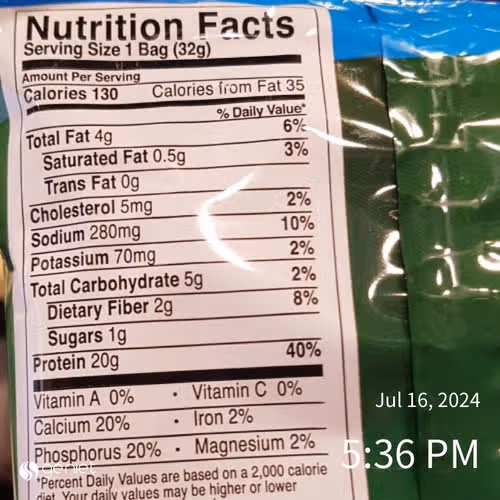 Nutrition Facts
Serving Size 1 Bag (32g)
Amount Per Serving
Calories 130 Calories from Fat 35
% Daily Value*
Total Fat 4g 6%
Saturated Fat 0.5g 3%
Trans Fat 0g
Cholesterol 5mg 2%
Sodium 280mg 10%
Potassium 70mg 2%
Total Carbohydrate 5g 2%
Dietary Fiber 2g 8%
Sugars 1g
Protein 20g 40%
Vitamin A 0% • Vitamin C 0%
Calcium 20% • Iron 2%
Phosphorus 20% • Magnesium 2%
*Percent Daily Values are based on a 2,000 calorie
diet. Your daily values may be higher or lower
Jul 16, 2024
5:36 PM